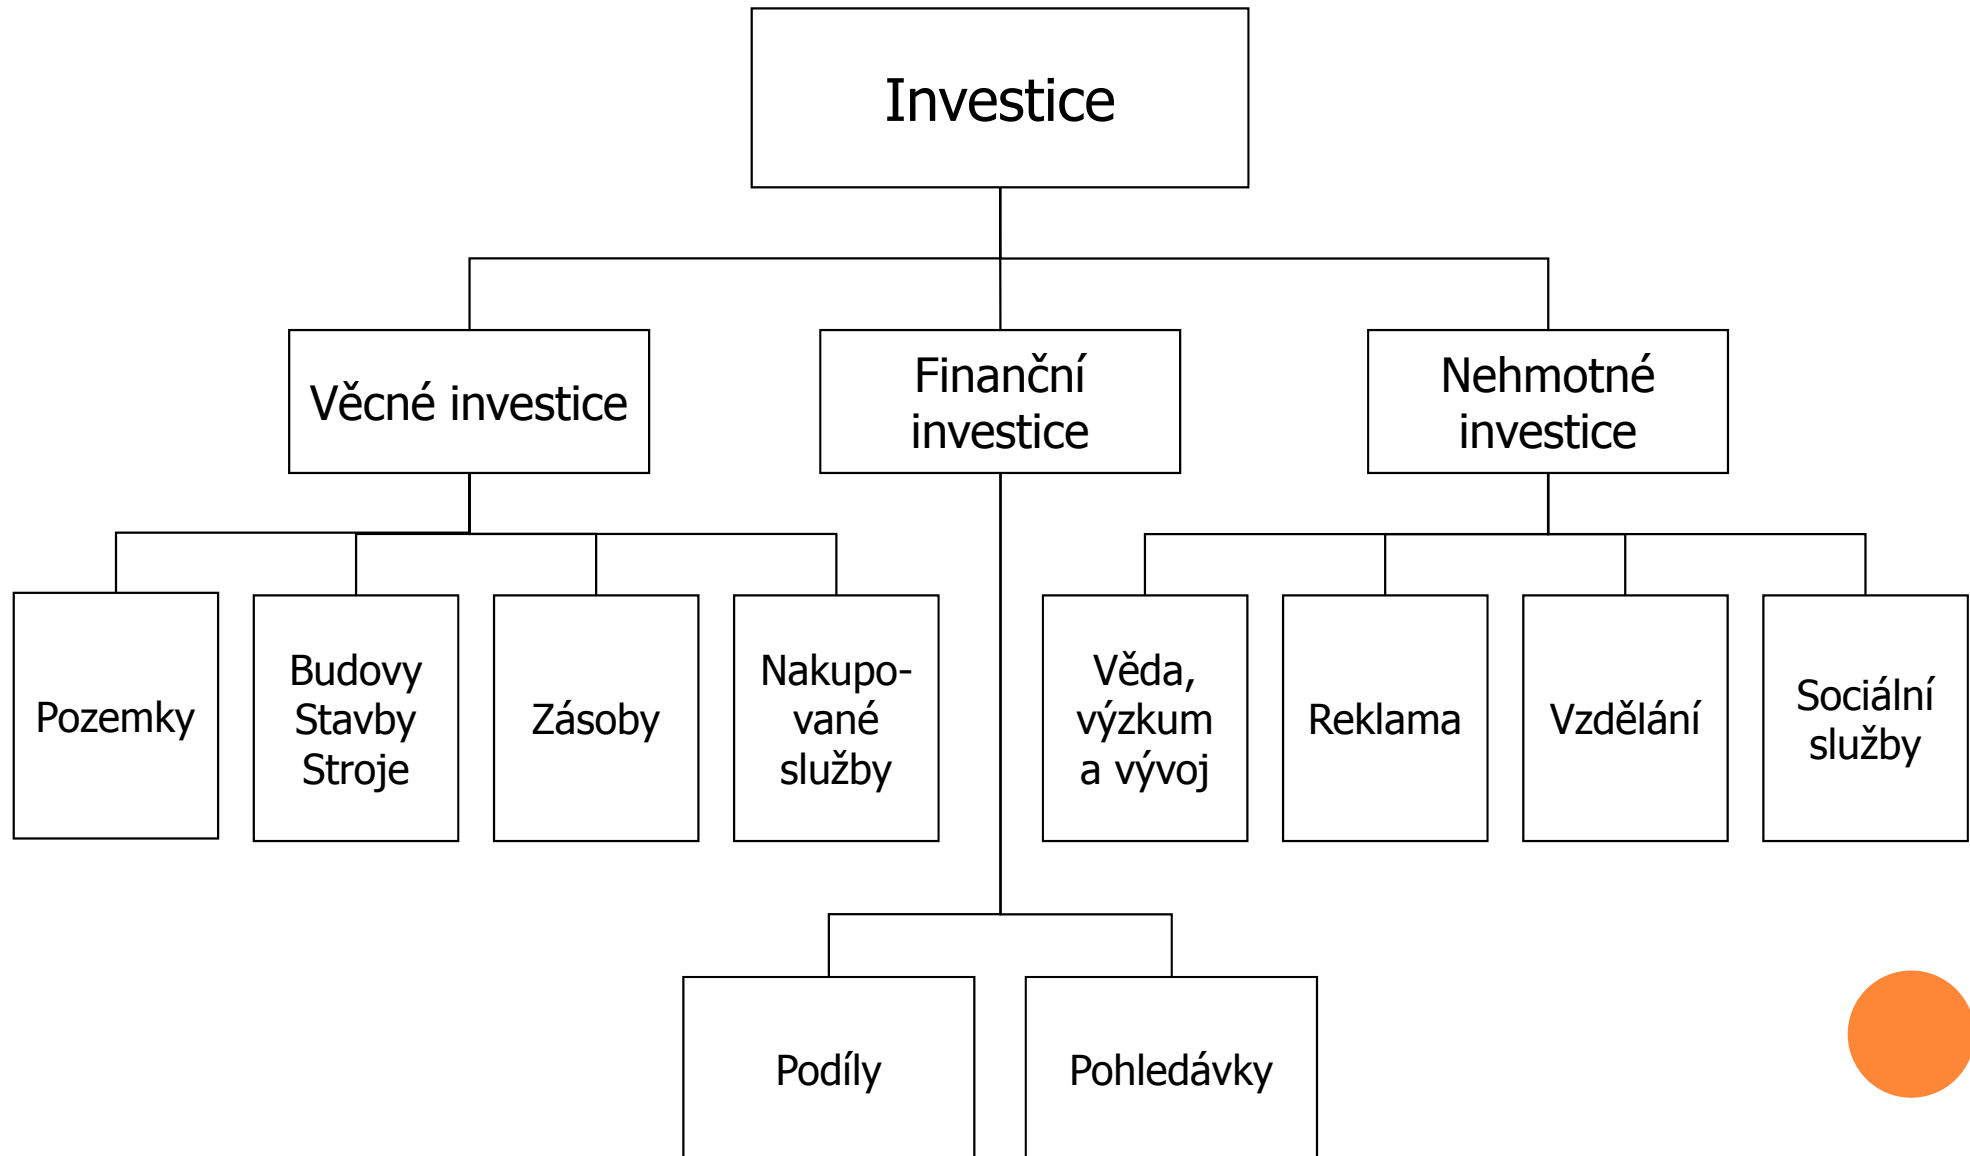 Investice
Věcné investice
Finanční
investice
Nehmotné
investice
Pozemky
Budovy
Stavby
Stroje
Zásoby
Nakupo-
vané
služby
Věda,
výzkum
a vývoj
Reklama
Vzdělání
Sociální
služby
Podíly
Pohledávky